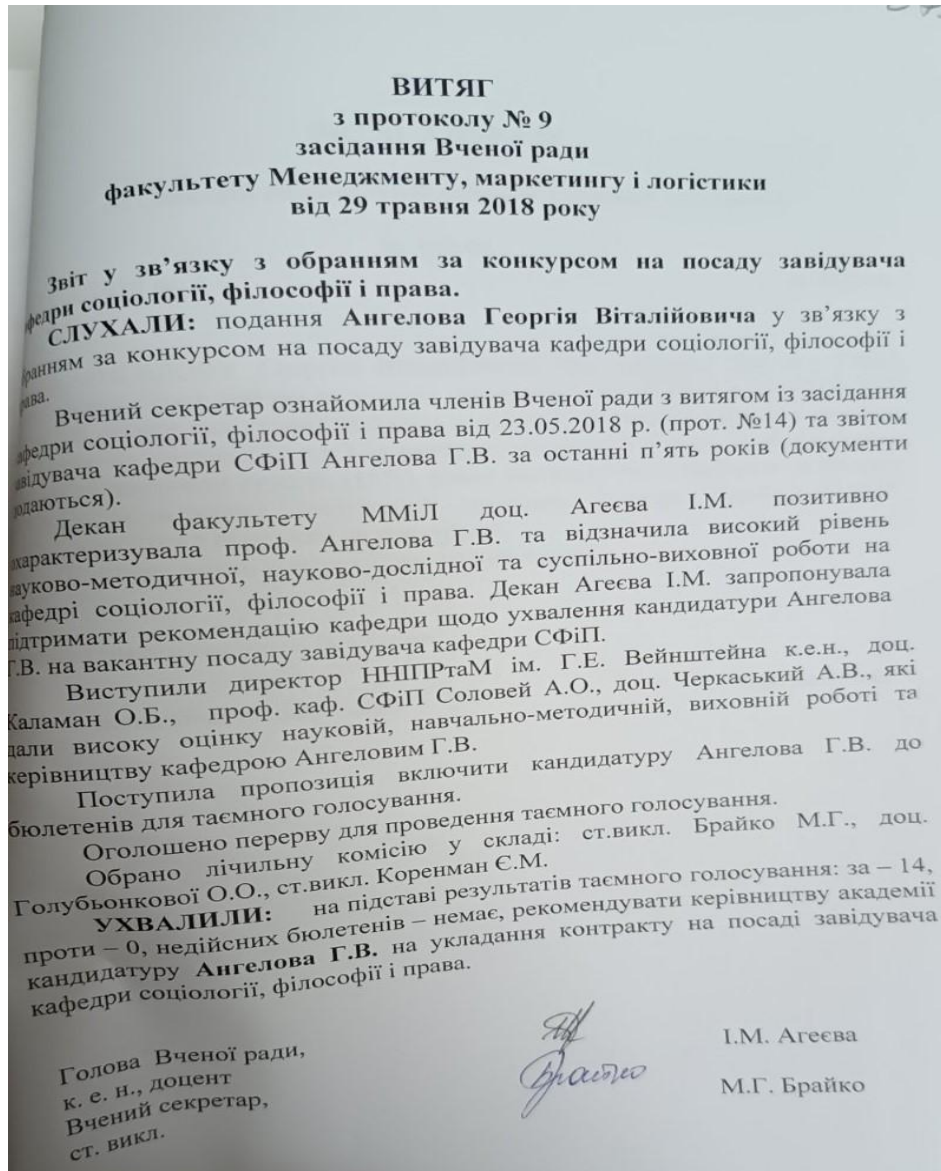 ВИТЯГ
з протоколу № 9
засідання Вченої ради
факультету Менеджменту, маркетингу і логістики
від 29 травня 2018 року
Звіт у зв’язку з обранням за конкурсом на посаду завідувача
федри соціології, філософії і права.
СЛУХАЛИ: подання Ангелова Георгія Віталійовича у зв’язку з
бранням за конкурсом на посаду завідувача кафедри соціології, філософії і
рава.
Вчений секретар ознайомила членів Вченої ради з витягом із засідання
афедри соціології, філософії і права від 23.05.2018 р. (прот. №14) та звітом
авідувача кафедри СФіП Ангелова Г.В. за останні п’ять років (документи
одаються).
Декан факультету ММіЛ доц. Агеєва І.М. позитивно
охарактеризувала проф. Ангелова Г.В. та відзначила високий рівень
науково-методичної, науково-дослідної та суспільно-виховної роботи на
кафедрі соціології, філософії і права. Декан Агеєва І.М. запропонувала
підтримати рекомендацію кафедри щодо ухвалення кандидатури Ангелова
Г.В. на вакантну посаду завідувача кафедри СФіП.
Виступили директор ННІПРтаМ ім. Г.Е. Вейнштейна к.е.н., доц.
Каламан О.Б., проф. каф. СФіП Соловей А.О., доц. Черкаський А.В., які
дали високу оцінку науковій, навчально-методичній, виховній роботі та
керівництву кафедрою Ангеловим Г.В.
Поступила пропозиція включити кандидатуру Ангелова Г.В. до
бюлетенів для таємного голосування.
Оголошено перерву для проведення таємного голосування.
Обрано лічильну комісію у складі: ст.викл. Брайко М.Г., доц.
Голубьонкової О.О., ст.викл. Коренман Є.М.
УХВАЛИЛИ: на підставі результатів таємного голосування: за – 14,
проти – 0, недійсних бюлетенів – немає, рекомендувати керівництву академії
кандидатуру Ангелова Г.В. на укладання контракту на посаді завідувача
кафедри соціології, філософії і права.
Голова Вченої ради,
к. е. н., доцент І.М. Агеєва
Вчений секретар,
ст. викл. Брайко М.Г. Брайко